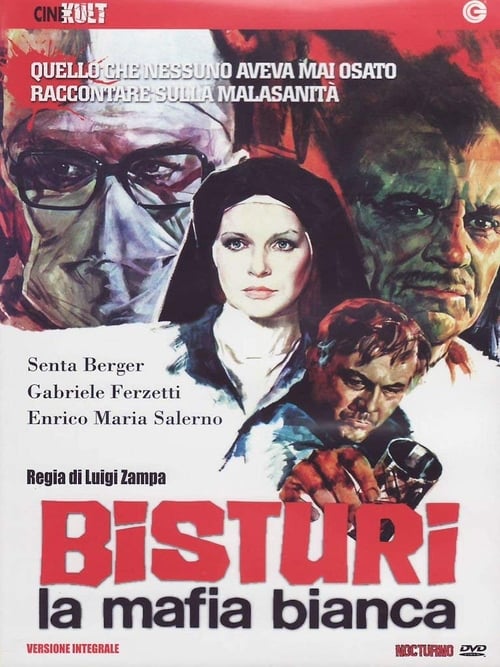 CINEKULT
QUELLO CHE NESSUNO AVEVA MAI OSATO
RACCONTARE SULLA MALASANITÀ
Senta Berger
Gabriele Ferzetti
Enrico Maria Salerno
Regia di Luigi Zampa
BISTURI
la mafia bianca
VERSIONE INTEGRALE
NOCTURNO
DVD